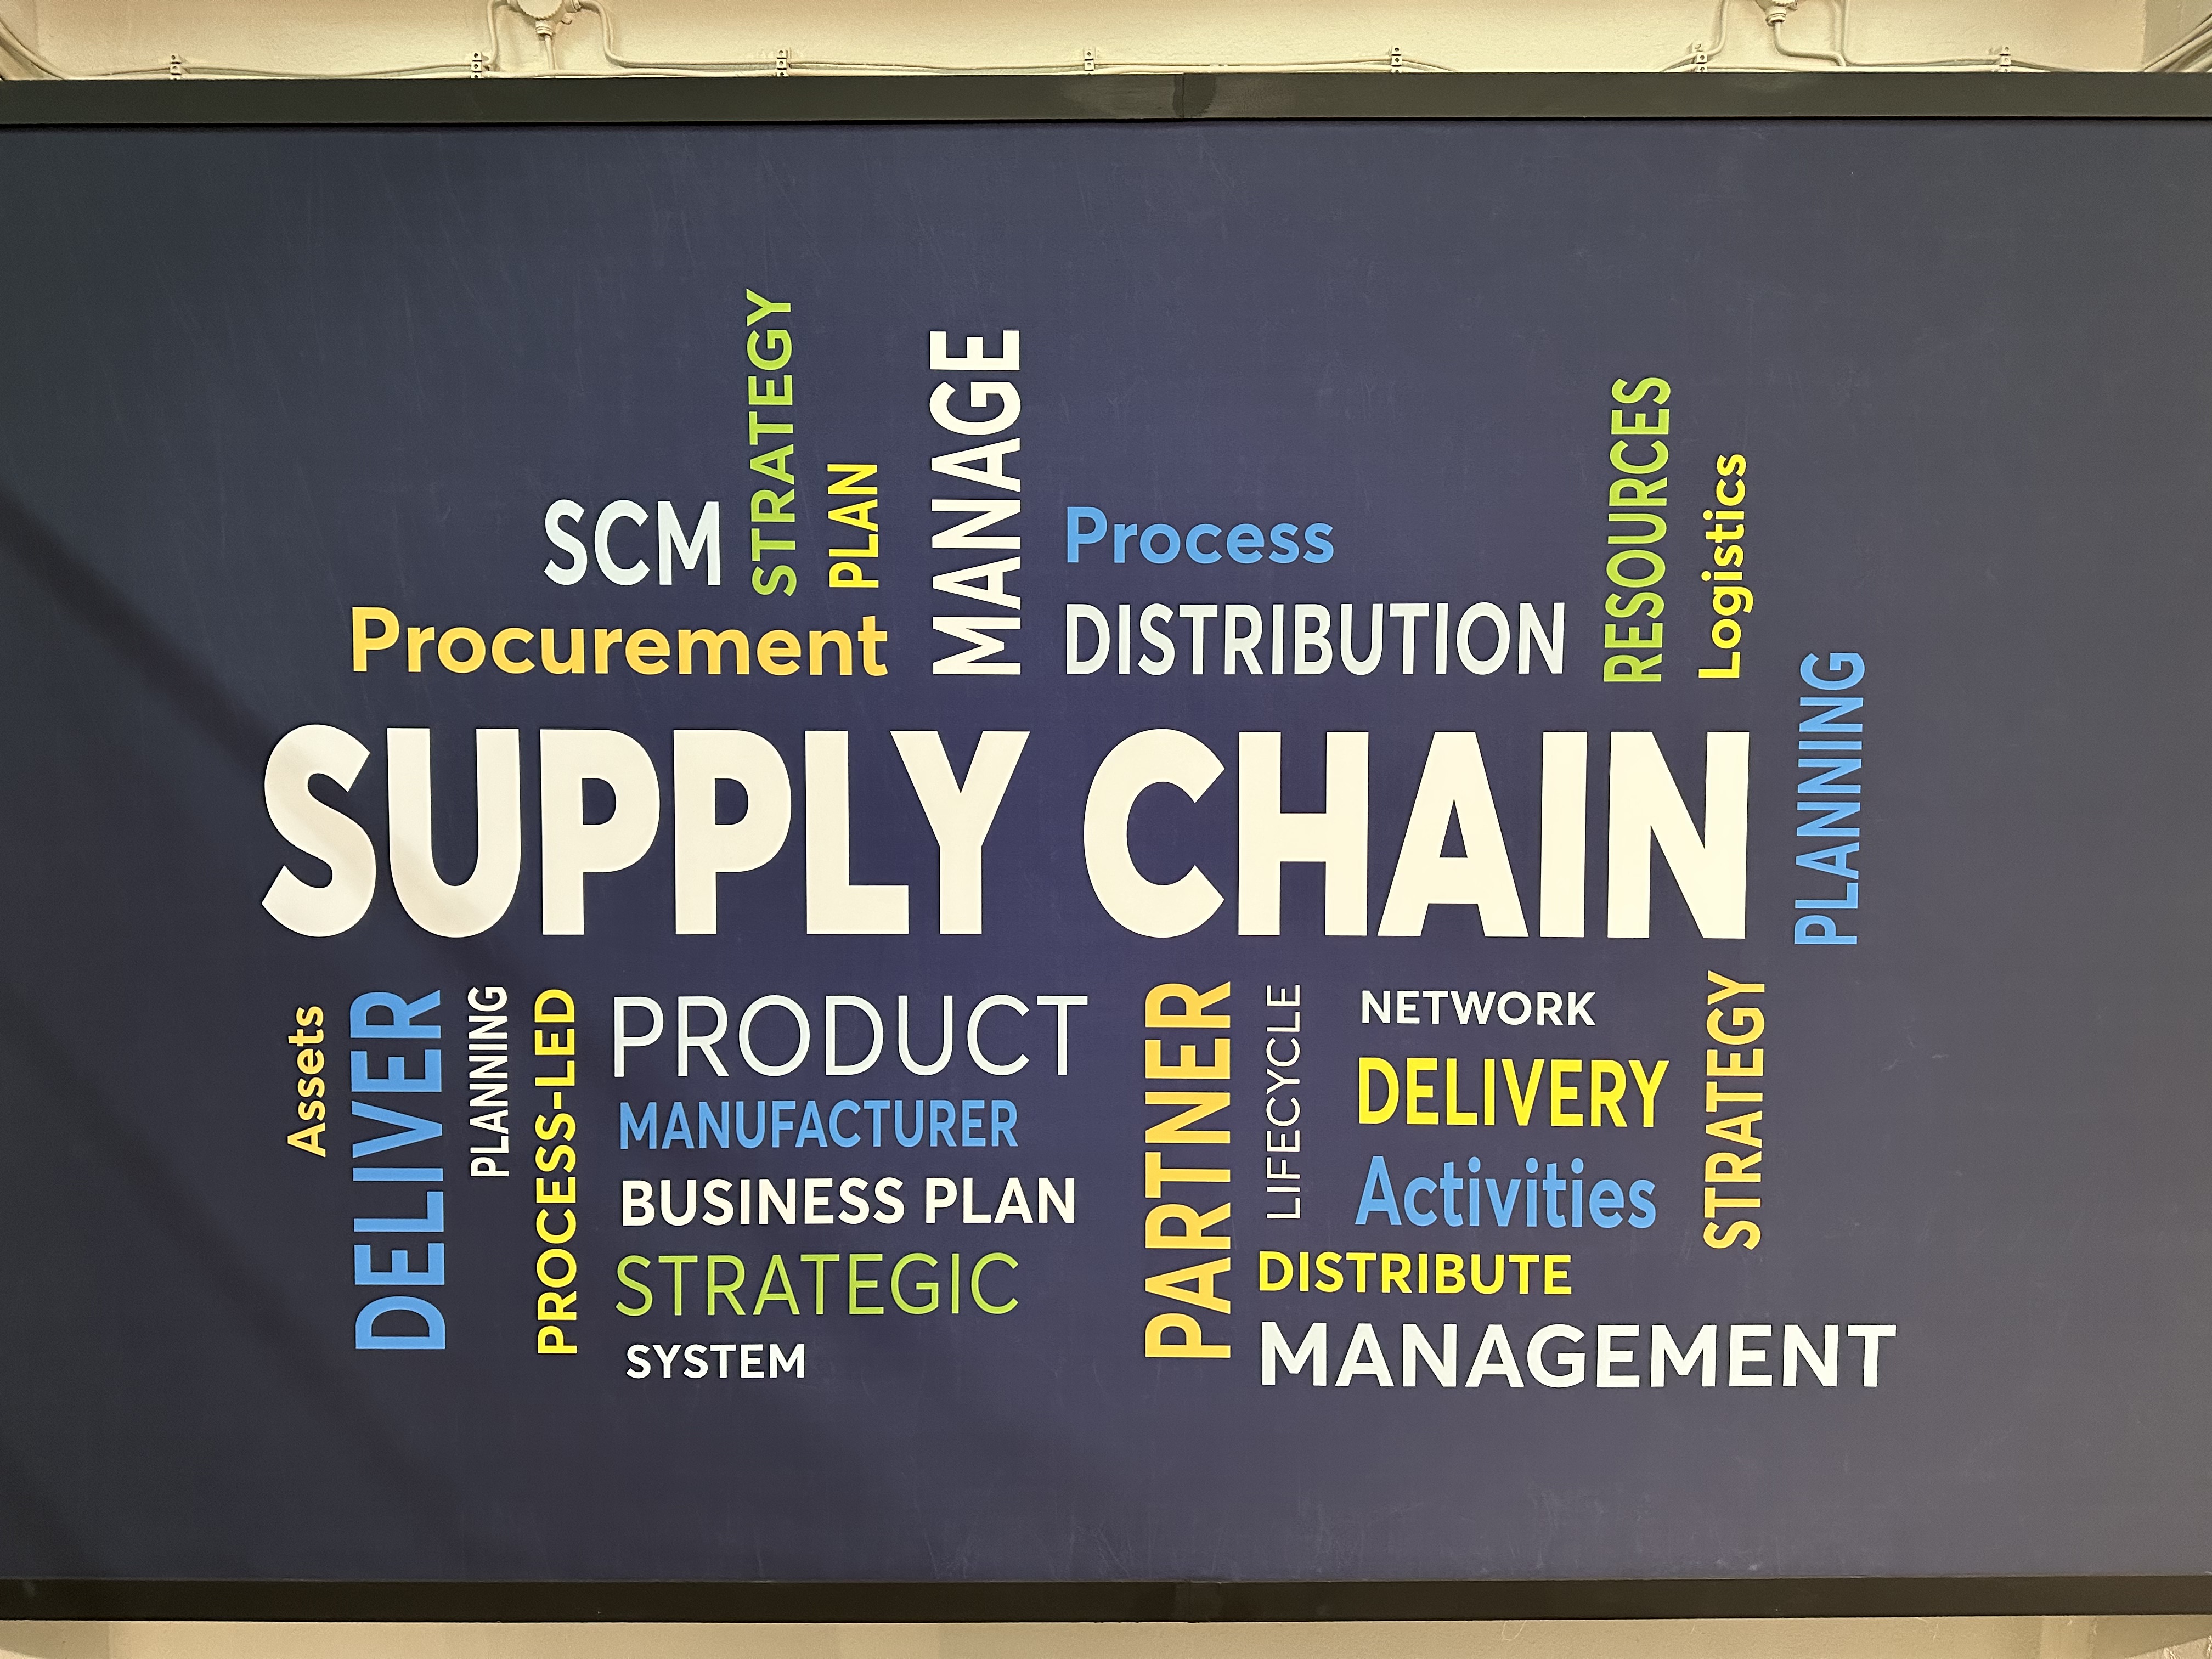 STRATEGY
MANAGE
RESOURCES
SCM
PLAN
Process
Logistics
Procurement
DISTRIBUTION
SUPPLY CHAIN
PLANNING
Assets
DELIVER
PLANNING
PROCESS-LED
PRODUCT
MANUFACTURER
BUSINESS PLAN
STRATEGIC
SYSTEM
PARTNER
LIFECYCLE
NETWORK
DELIVERY
Activities
STRATEGY
DISTRIBUTE
MANAGEMENT